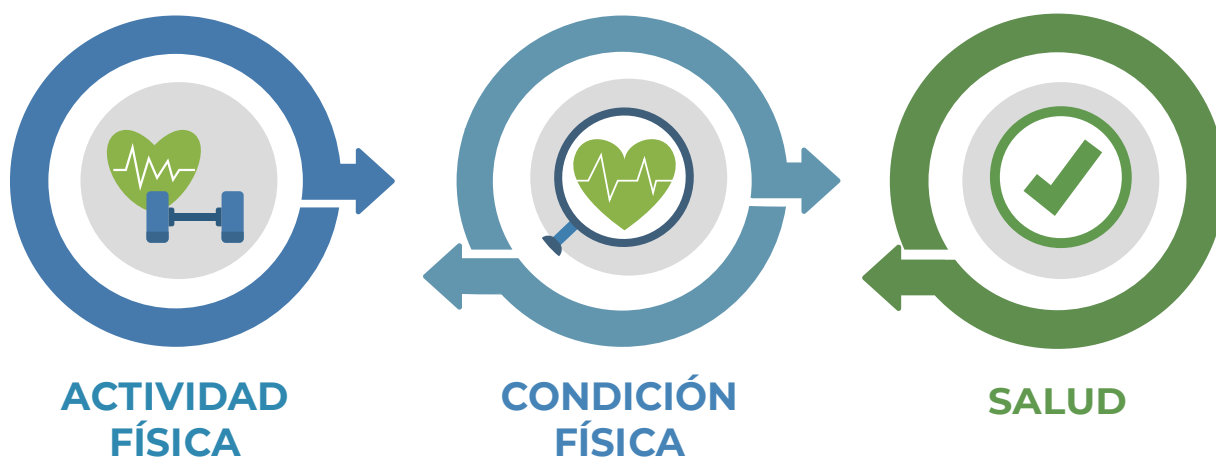 ACTIVIDAD
FÍSICA
CONDICIÓN
FÍSICA
SALUD